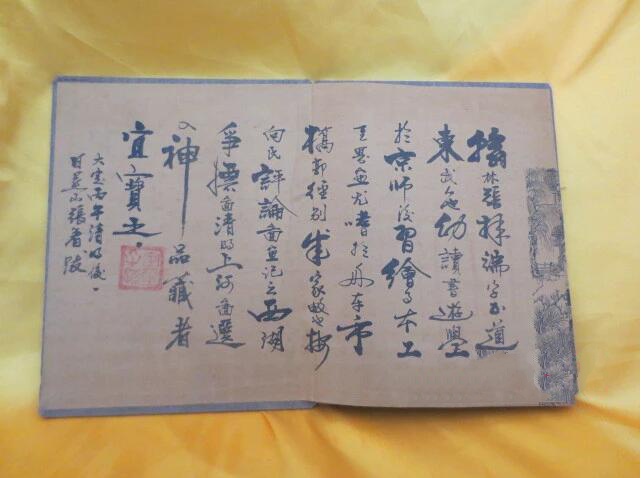 翰林張擇端字正道
東武人也幼讀書遊學
於京師後習繪事本工
其界畫尤嗜於舟車市
橋郭徑別成家數也按
向氏評論圖畫記云西湖
爭標圖清明上河圖選
入神品藏者
宜寶之
大定丙午清明後一
日燕山張著跋